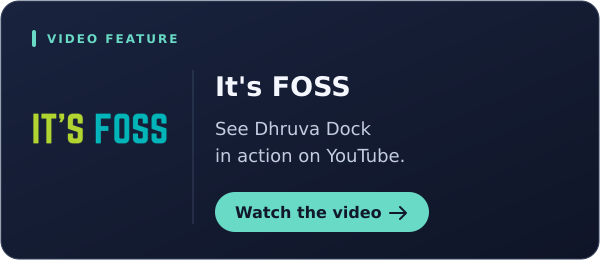 VIDEO FEATURE
IT'S FOSS
It's FOSS
See Dhruva Dock
in action on YouTube.
Watch the video →